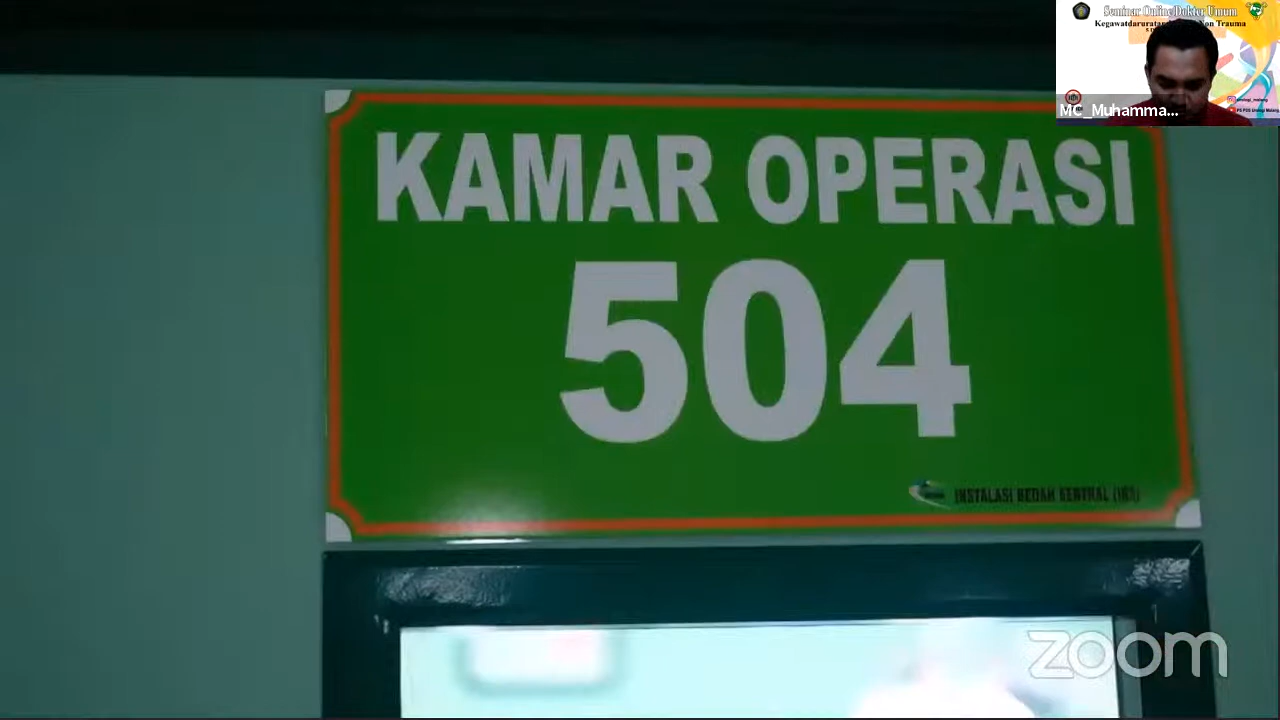 Seminar Online Dokter Umum
MC_Muhamma...
KAMAR OPERASI
504
INSTALASI BEDAH SENTRAL (IBS)
zoom